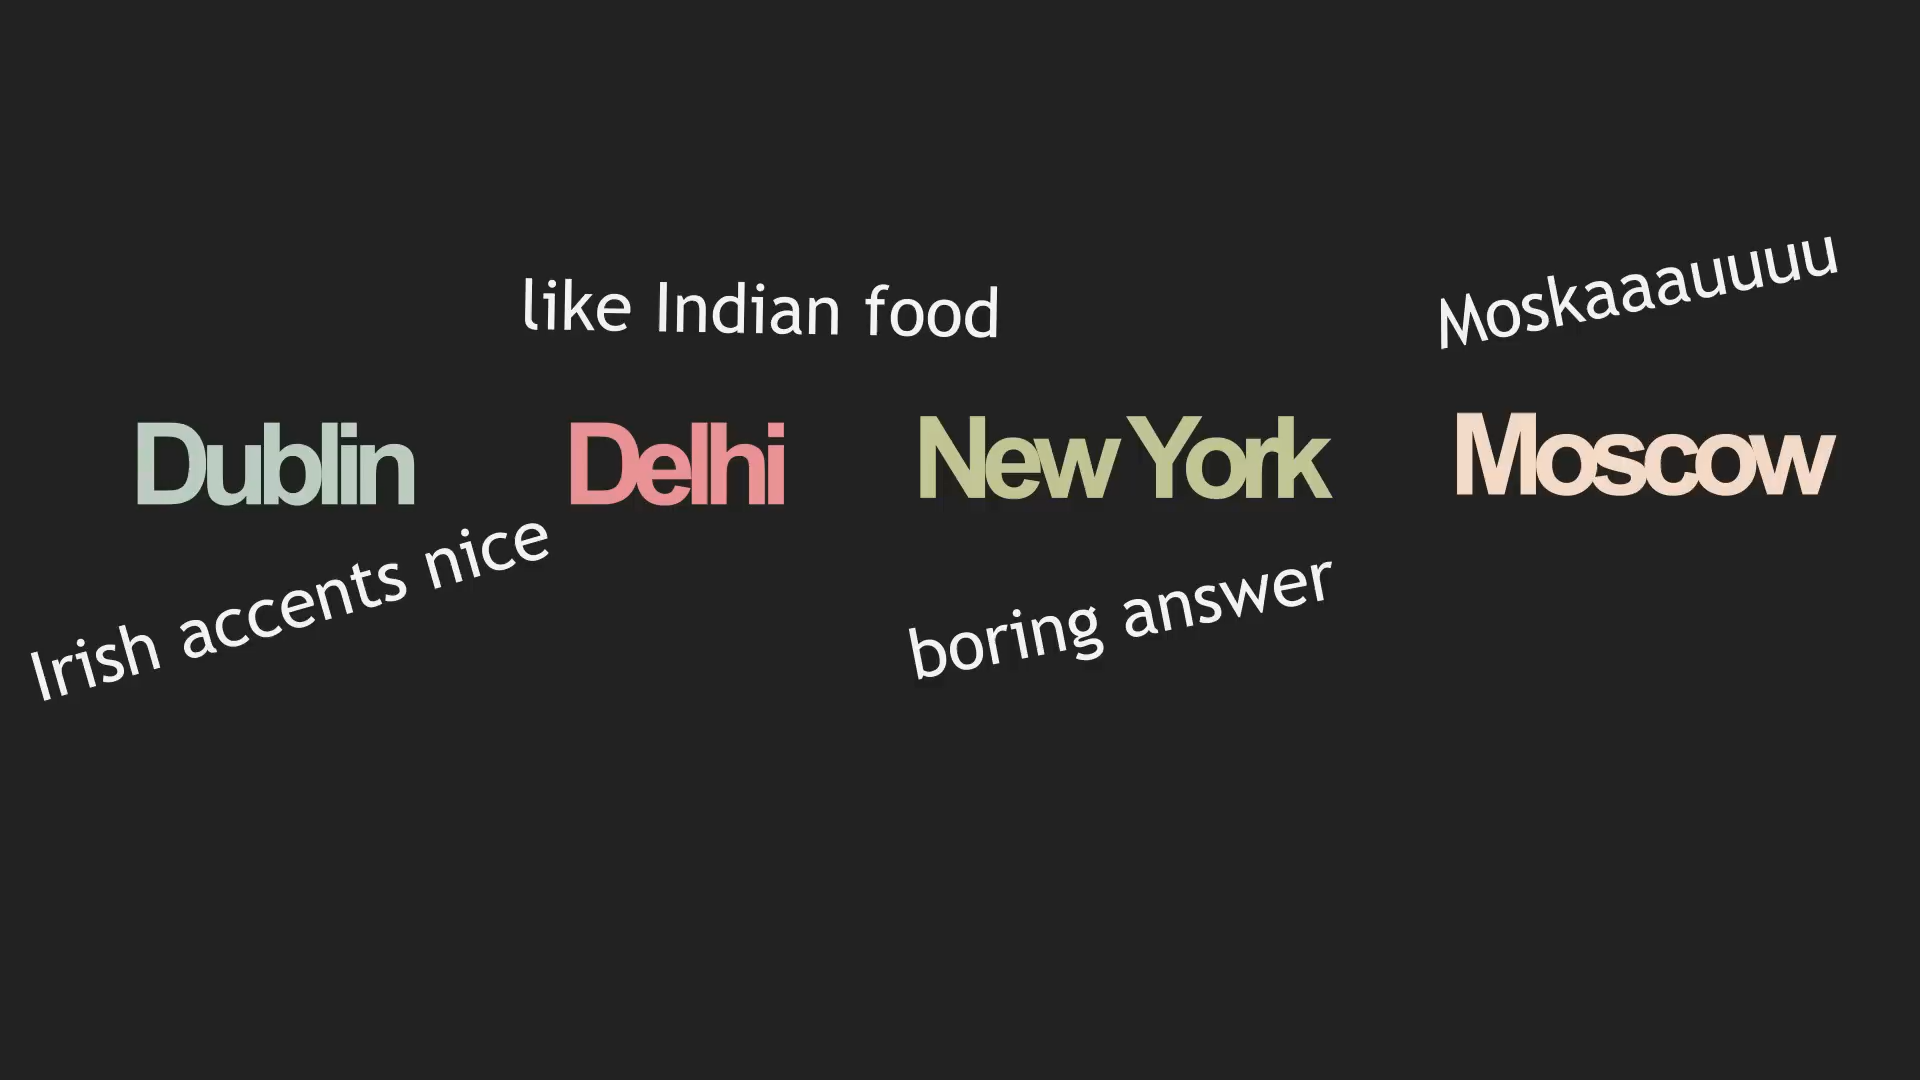 like Indian food
Moskaaauuuu
Dublin
Delhi
New York
Moscow
Irish accents nice
boring answer